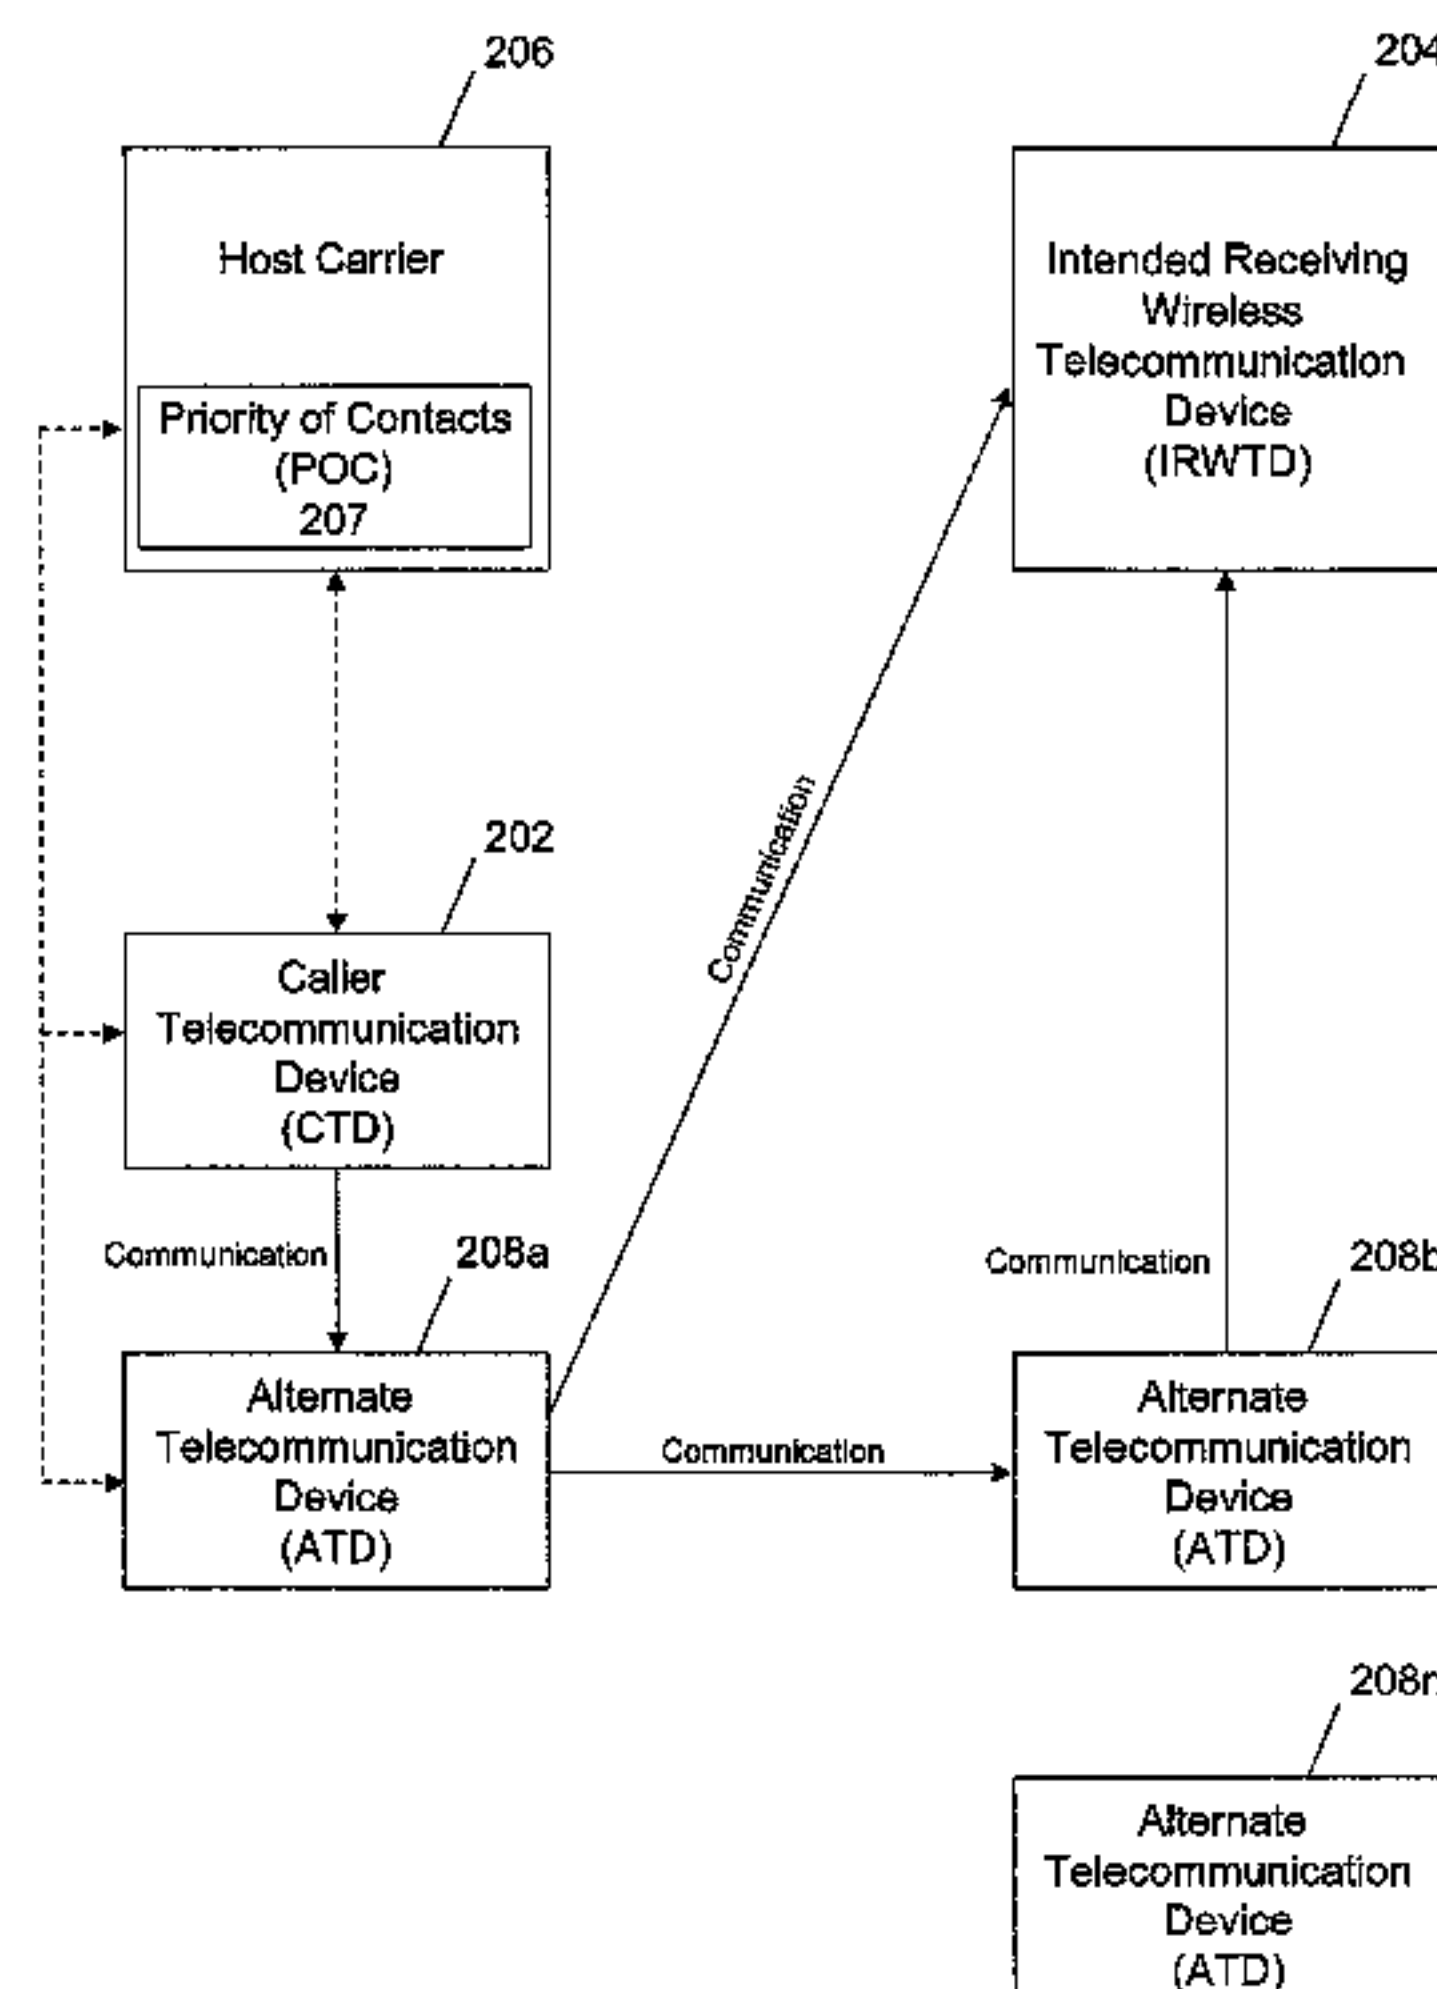 206
204
Host Carrier
Priority of Contacts
(POC)
207
Intended Receiving
Wireless
Telecommunication
Device
(IRWTD)
Communication
202
Caller
Telecommunication
Device
(CTD)
Communication
208a
Communication
208b
Alternate
Telecommunication
Device
(ATD)
Communication
Alternate
Telecommunication
Device
(ATD)
208n
Alternate
Telecommunication
Device
(ATD)